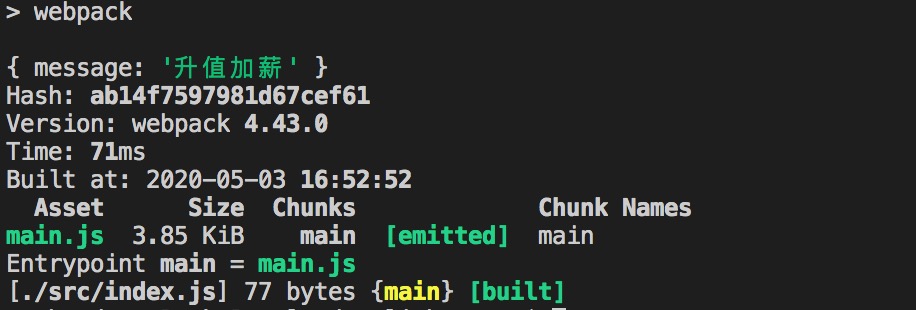 > webpack
{ message: '升值加薪' }
Hash: ab14f7597981d67cef61
Version: webpack 4.43.0
Time: 71ms
Built at: 2020-05-03 16:52:52
Asset Size Chunks Chunk Names
main.js 3.85 KiB main [emitted] main
Entrypoint main = main.js
[./src/index.js] 77 bytes {main} [built]